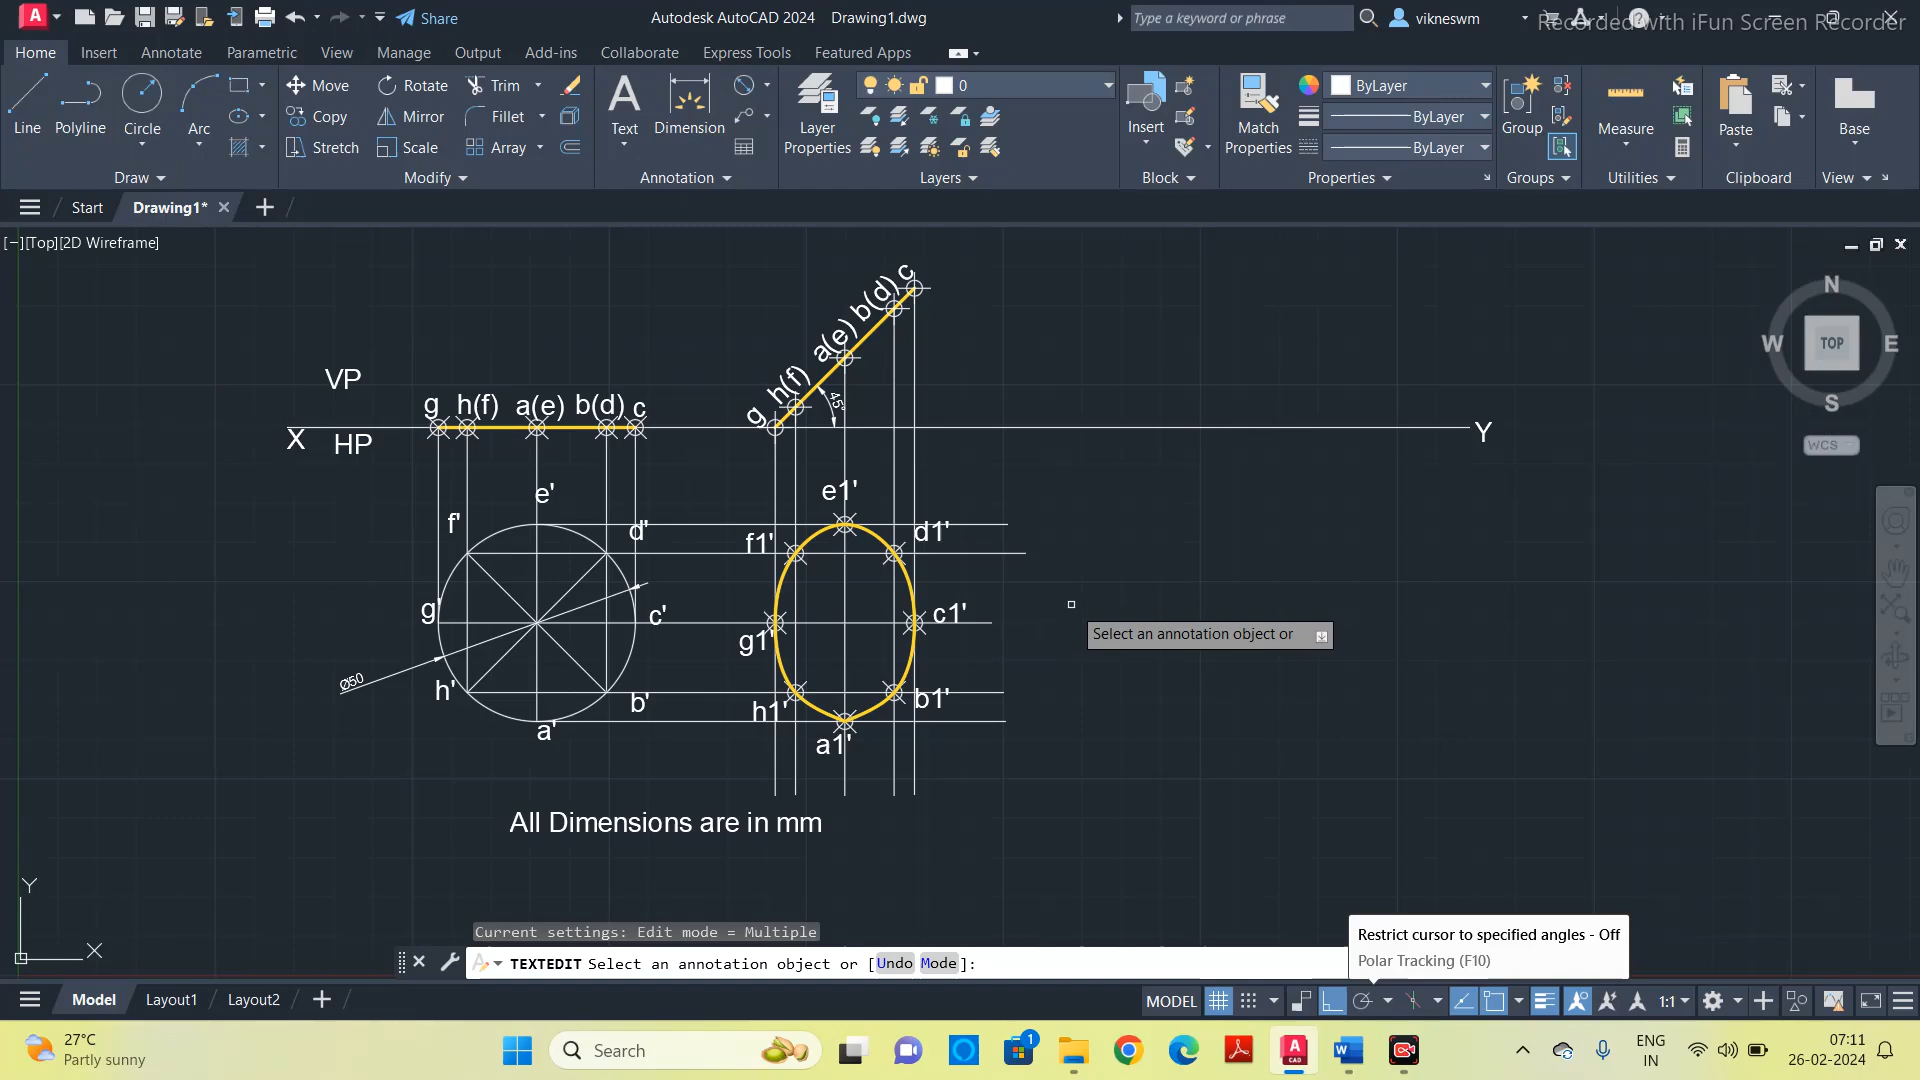 Share
Autodesk AutoCAD 2024 Drawing1.dwg
Type a keyword or phrase
vikneswm
Recorded with iFun Screen Recorder
Home Insert Annotate Parametric View Manage Output Add-ins Collaborate Express Tools Featured Apps
Line Polyline Circle Arc
Move Rotate Trim
Copy Mirror Fillet
Stretch Scale Array
Text Dimension
Layer Properties
0
Insert
Match Properties
ByLayer
ByLayer
ByLayer
Group
Measure
Paste
Base
Draw Modify Annotation Layers Block Properties Groups Utilities Clipboard View
Start Drawing1*
[−][Top][2D Wireframe]
N
W TOP E
S
WCS
g h(f) a(e) b(d) c
45°
VP
g h(f) a(e) b(d) c
X HP
Y
e' e1'
f' d' f1' d1'
g' c' g1' c1'
Ø50
h' b' h1' b1'
a' a1'
Select an annotation object or
All Dimensions are in mm
Y
X
Current settings: Edit mode = Multiple
TEXTEDIT Select an annotation object or [Undo Mode]:
Restrict cursor to specified angles - Off
Polar Tracking (F10)
Model Layout1 Layout2
MODEL
1:1
27°C
Partly sunny
Search
1
ENG
IN
07:11
26-02-2024